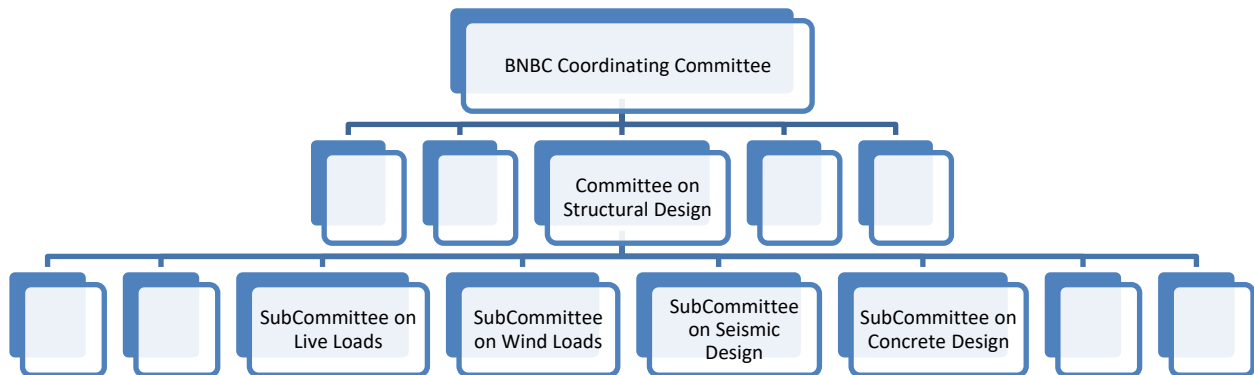 BNBC Coordinating Committee
Committee on
Structural Design
SubCommittee on
Live Loads
SubCommittee
on Wind Loads
SubCommittee
on Seismic
Design
SubCommittee on
Concrete Design